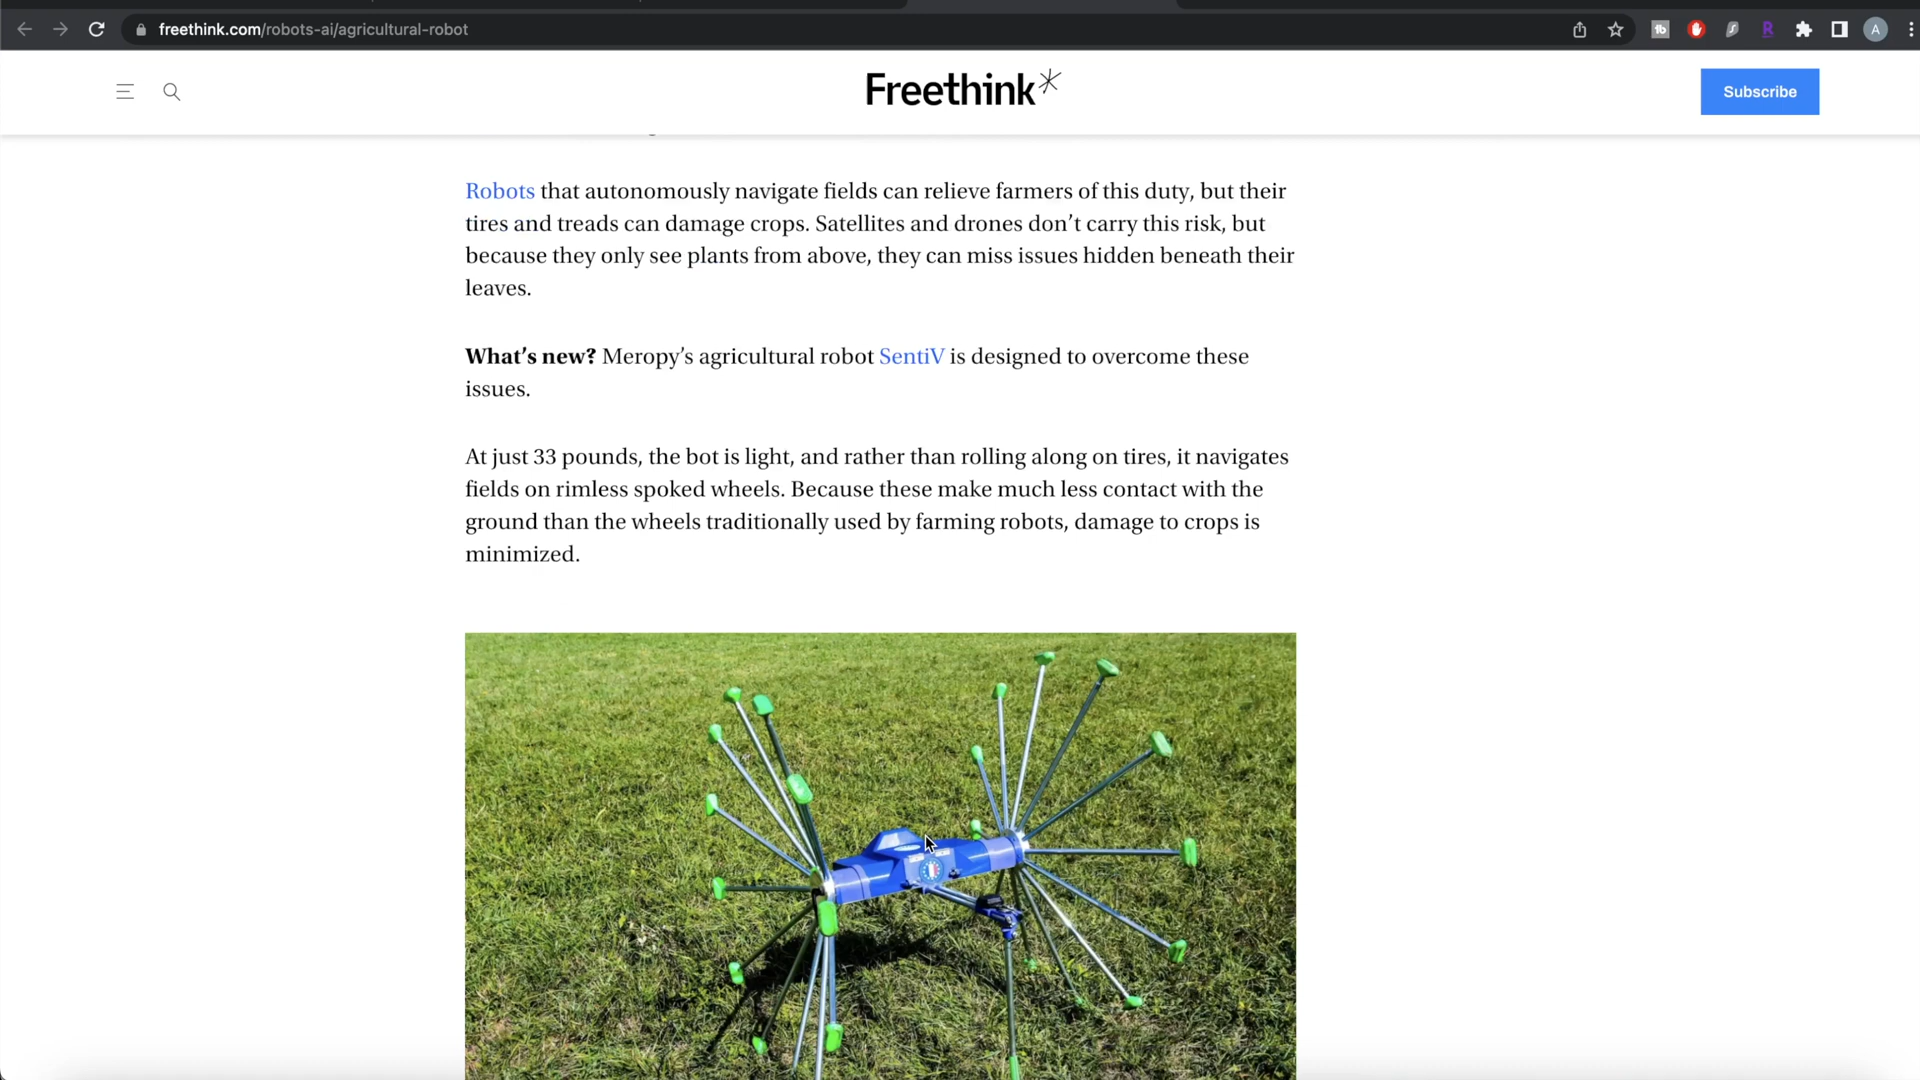 freethink.com/robots-ai/agricultural-robot
tb
R
A
Freethink*
Subscribe
Robots that autonomously navigate fields can relieve farmers of this duty, but their
tires and treads can damage crops. Satellites and drones don’t carry this risk, but
because they only see plants from above, they can miss issues hidden beneath their
leaves.
What’s new? Meropy’s agricultural robot SentiV is designed to overcome these
issues.
At just 33 pounds, the bot is light, and rather than rolling along on tires, it navigates
fields on rimless spoked wheels. Because these make much less contact with the
ground than the wheels traditionally used by farming robots, damage to crops is
minimized.